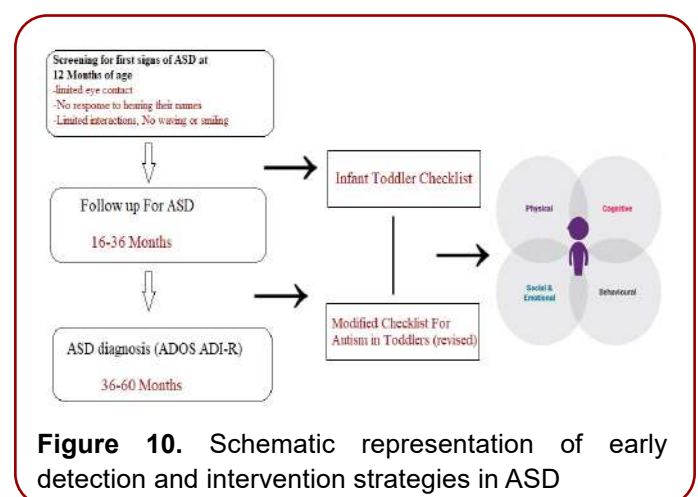 Screening for first signs of ASD at
12 Months of age
-limited eye contact
-No response to hearing their names
-Limited interactions, No waving or smiling
Follow up For ASD
16-36 Months
ASD diagnosis (ADOS ADI-R)
36-60 Months
Infant Toddler Checklist
Modified Checklist For
Autism in Toddlers (revised)
Physical
Cognitive
Social &
Emotional
Behavioural
Figure 10. Schematic representation of early
detection and intervention strategies in ASD